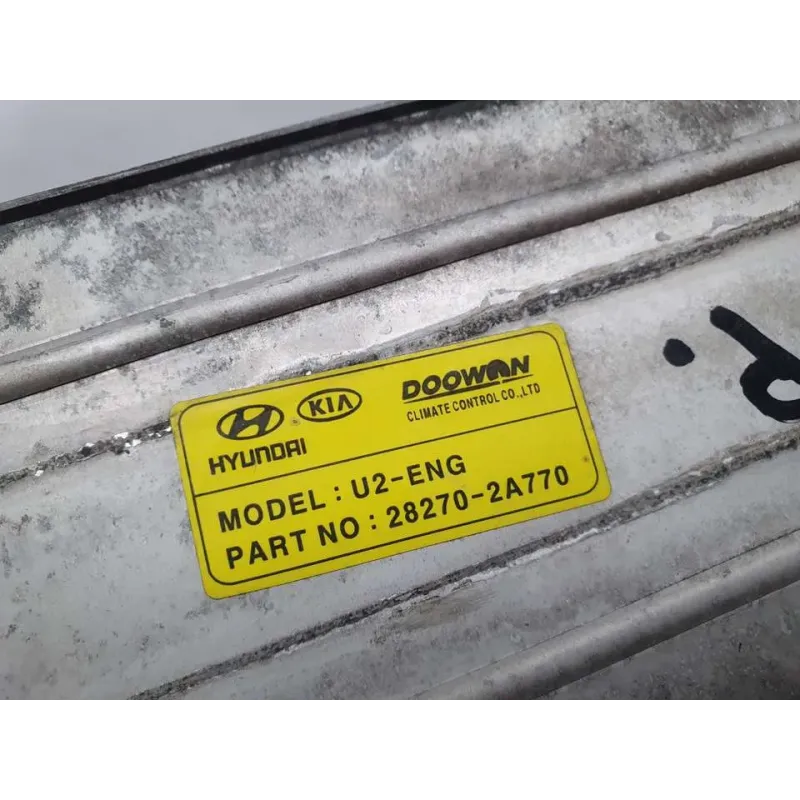 HYUNDAI
KIA
DOOWON
CLIMATE CONTROL CO.,LTD
MODEL : U2-ENG
PART NO : 28270-2A770